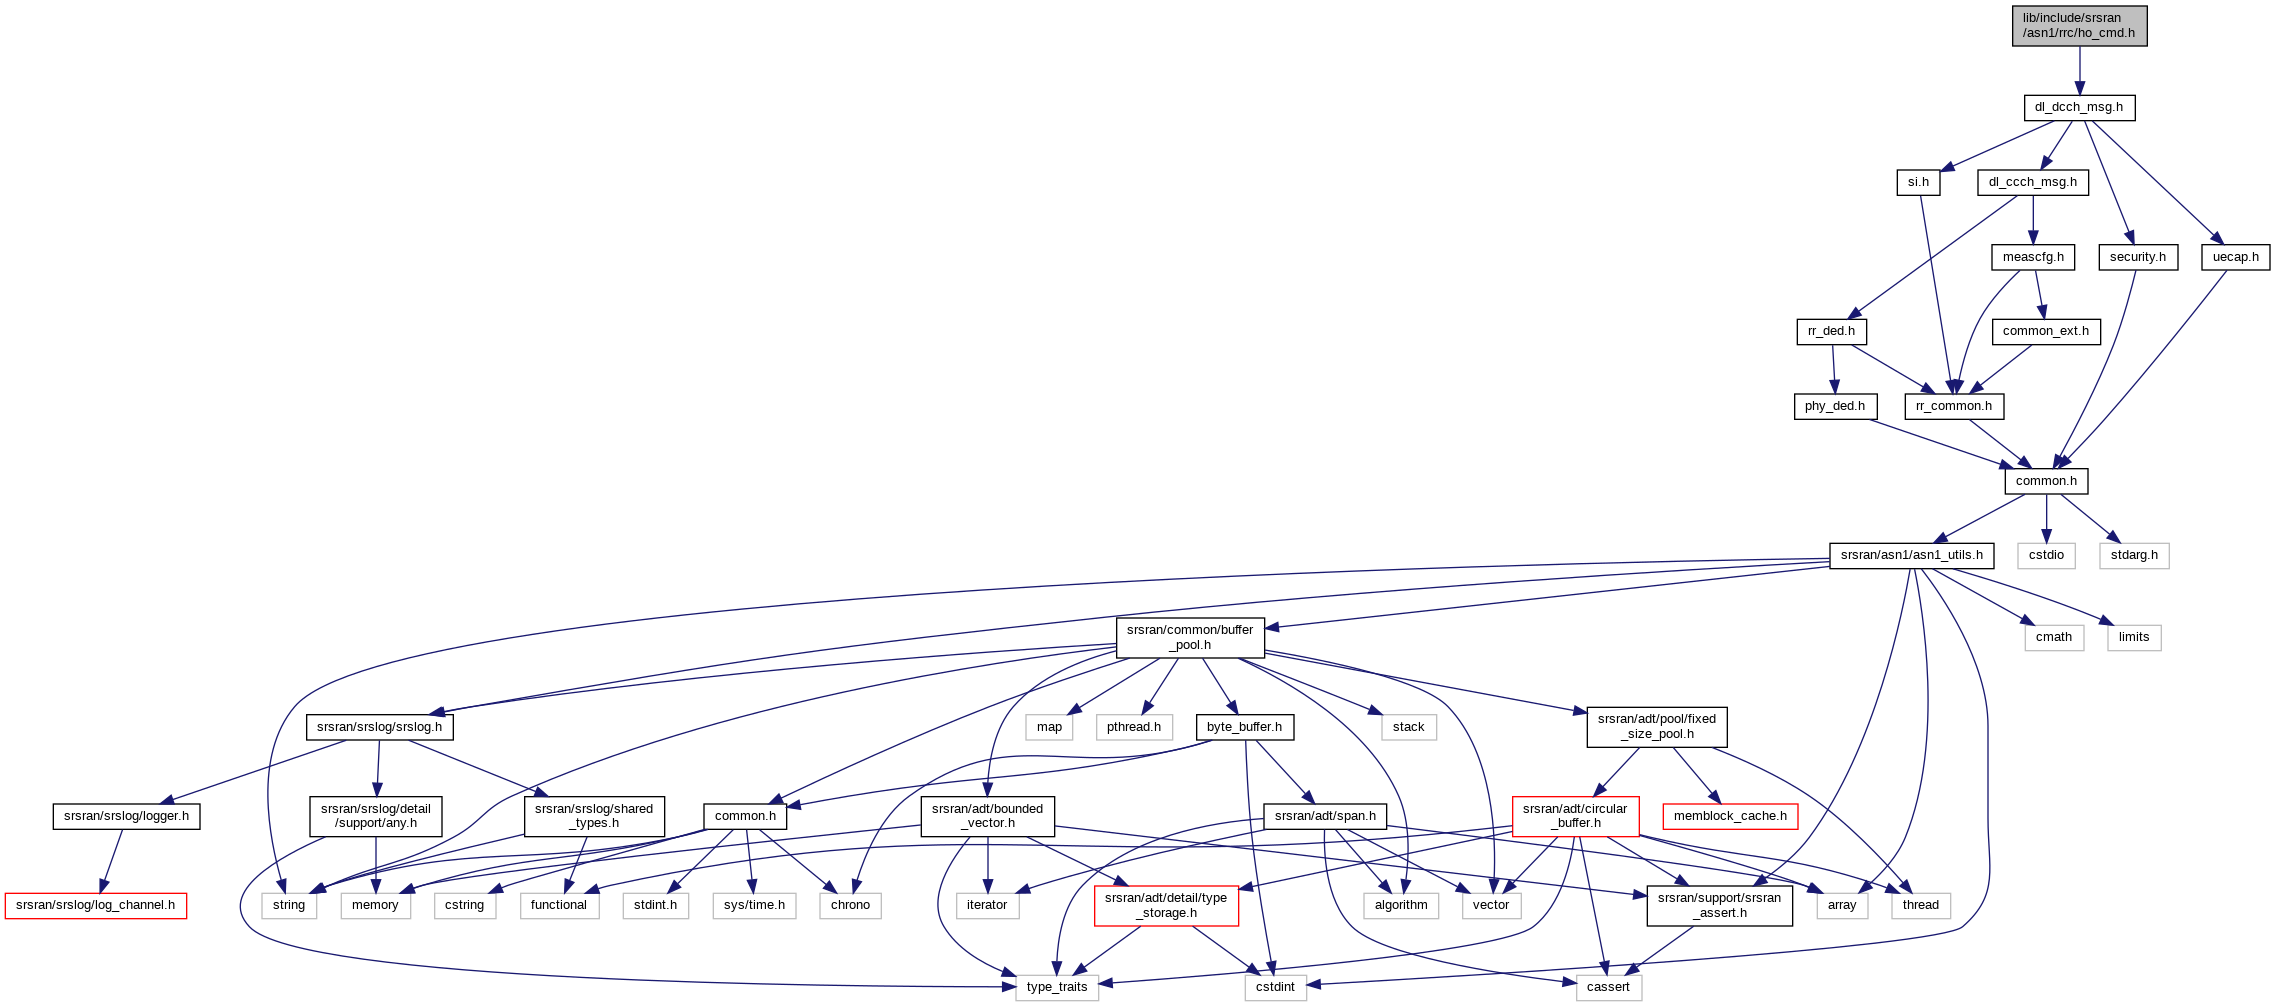 lib/include/srsran
/asn1/rrc/ho_cmd.h
dl_dcch_msg.h
si.h
dl_ccch_msg.h
meascfg.h
security.h
uecap.h
rr_ded.h
common_ext.h
phy_ded.h
rr_common.h
common.h
srsran/asn1/asn1_utils.h
cstdio
stdarg.h
srsran/common/buffer
_pool.h
cmath
limits
srsran/srslog/srslog.h
map
pthread.h
byte_buffer.h
stack
srsran/adt/pool/fixed
_size_pool.h
srsran/srslog/logger.h
srsran/srslog/detail
/support/any.h
srsran/srslog/shared
_types.h
common.h
srsran/adt/bounded
_vector.h
srsran/adt/span.h
srsran/adt/circular
_buffer.h
memblock_cache.h
srsran/srslog/log_channel.h
string
memory
cstring
functional
stdint.h
sys/time.h
chrono
iterator
srsran/adt/detail/type
_storage.h
algorithm
vector
srsran/support/srsran
_assert.h
array
thread
type_traits
cstdint
cassert